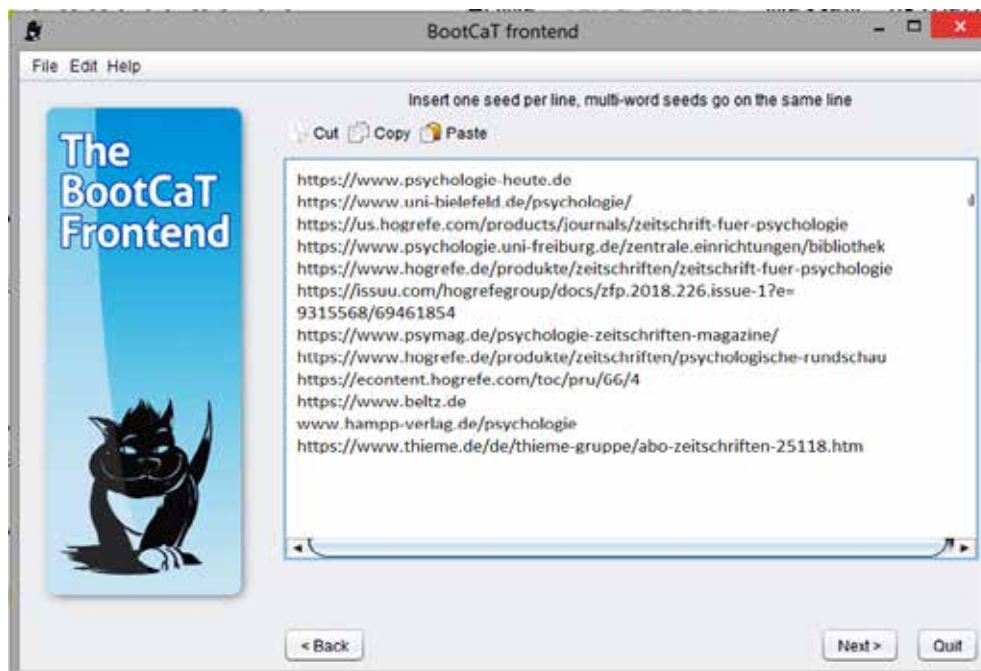 BootCaT frontend
File Edit Help
Insert one seed per line, multi-word seeds go on the same line
Cut Copy Paste
The
BootCaT
Frontend
https://www.psychologie-heute.de
https://www.uni-bielefeld.de/psychologie/
https://us.hogrefe.com/products/journals/zeitschrift-fuer-psychologie
https://www.psychologie.uni-freiburg.de/zentrale.einrichtungen/bibliothek
https://www.hogrefe.de/produkte/zeitschriften/zeitschrift-fuer-psychologie
https://issuu.com/hogrefegroup/docs/zfp.2018.226.issue-1?e=
9315568/69461854
https://www.psymag.de/psychologie-zeitschriften-magazine/
https://www.hogrefe.de/produkte/zeitschriften/psychologische-rundschau
https://econtent.hogrefe.com/toc/pru/66/4
https://www.beltz.de
www.hampp-verlag.de/psychologie
https://www.thieme.de/de/thieme-gruppe/abo-zeitschriften-25118.htm
< Back
Next >
Quit